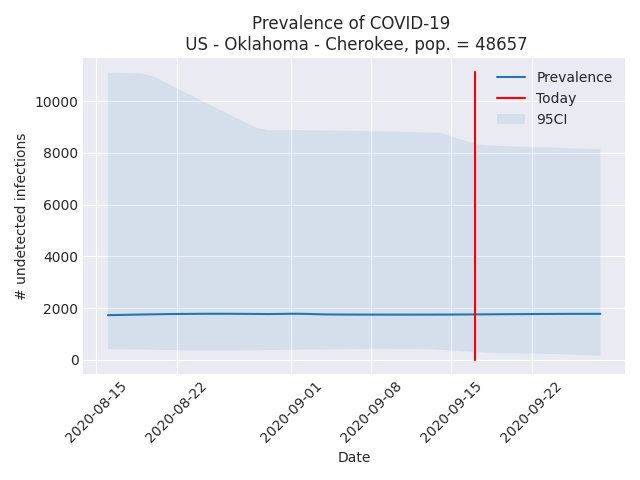 Prevalence of COVID-19
US - Oklahoma - Cherokee, pop. = 48657
Prevalence
Today
95CI
10000
8000
6000
4000
2000
0
# undetected infections
2020-08-15
2020-08-22
2020-09-01
2020-09-08
2020-09-15
2020-09-22
Date